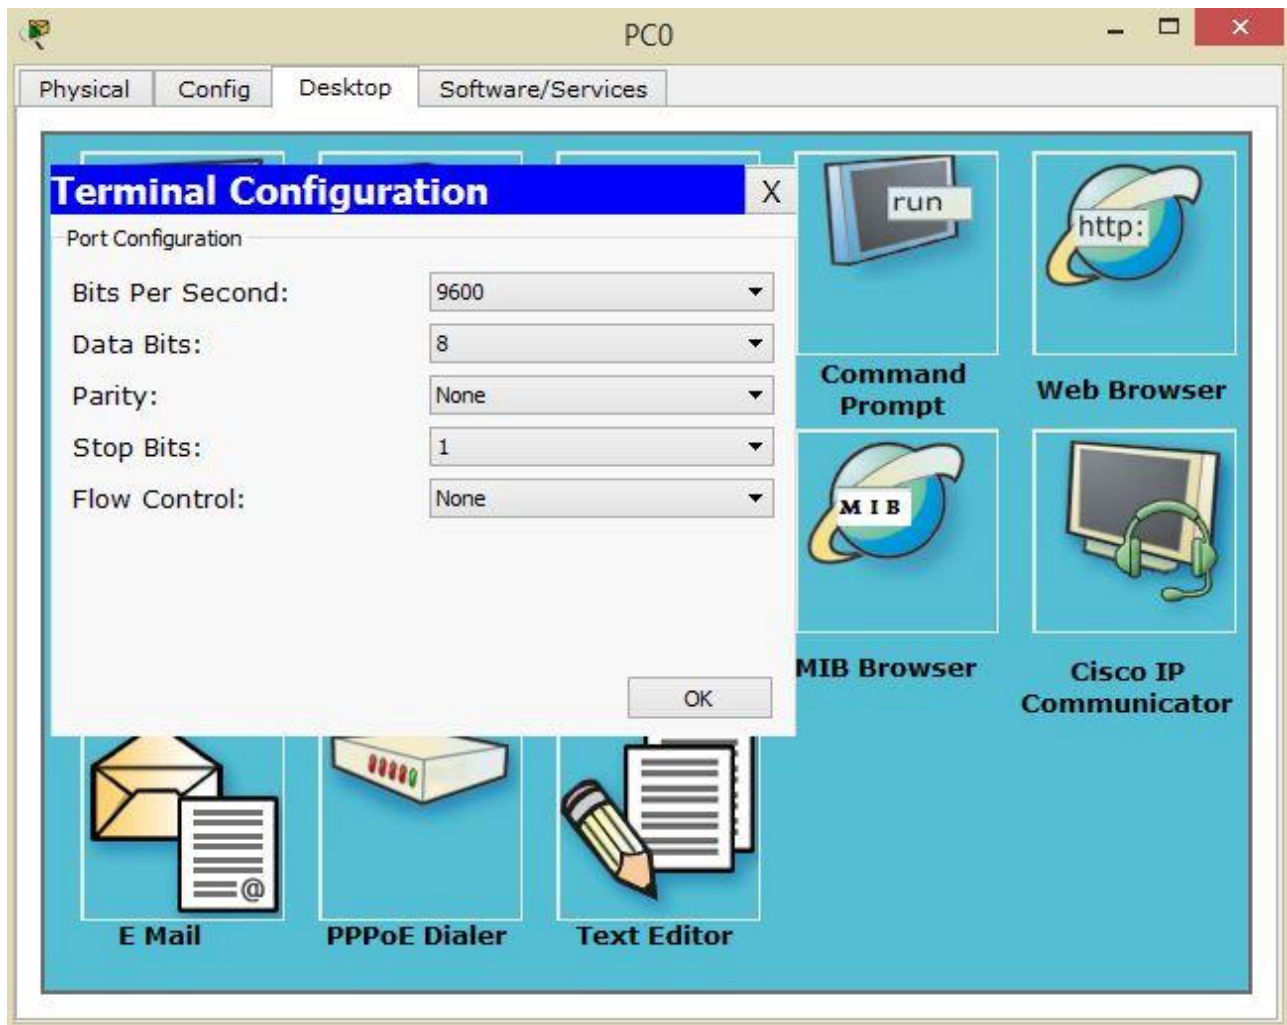 PC0
Physical Config Desktop Software/Services
Terminal Configuration X
Port Configuration
Bits Per Second: 9600
Data Bits: 8
Parity: None
Stop Bits: 1
Flow Control: None
OK
run
http:
Command
Prompt
Web Browser
MIB
MIB Browser
Cisco IP
Communicator
@
E Mail
PPPoE Dialer
Text Editor